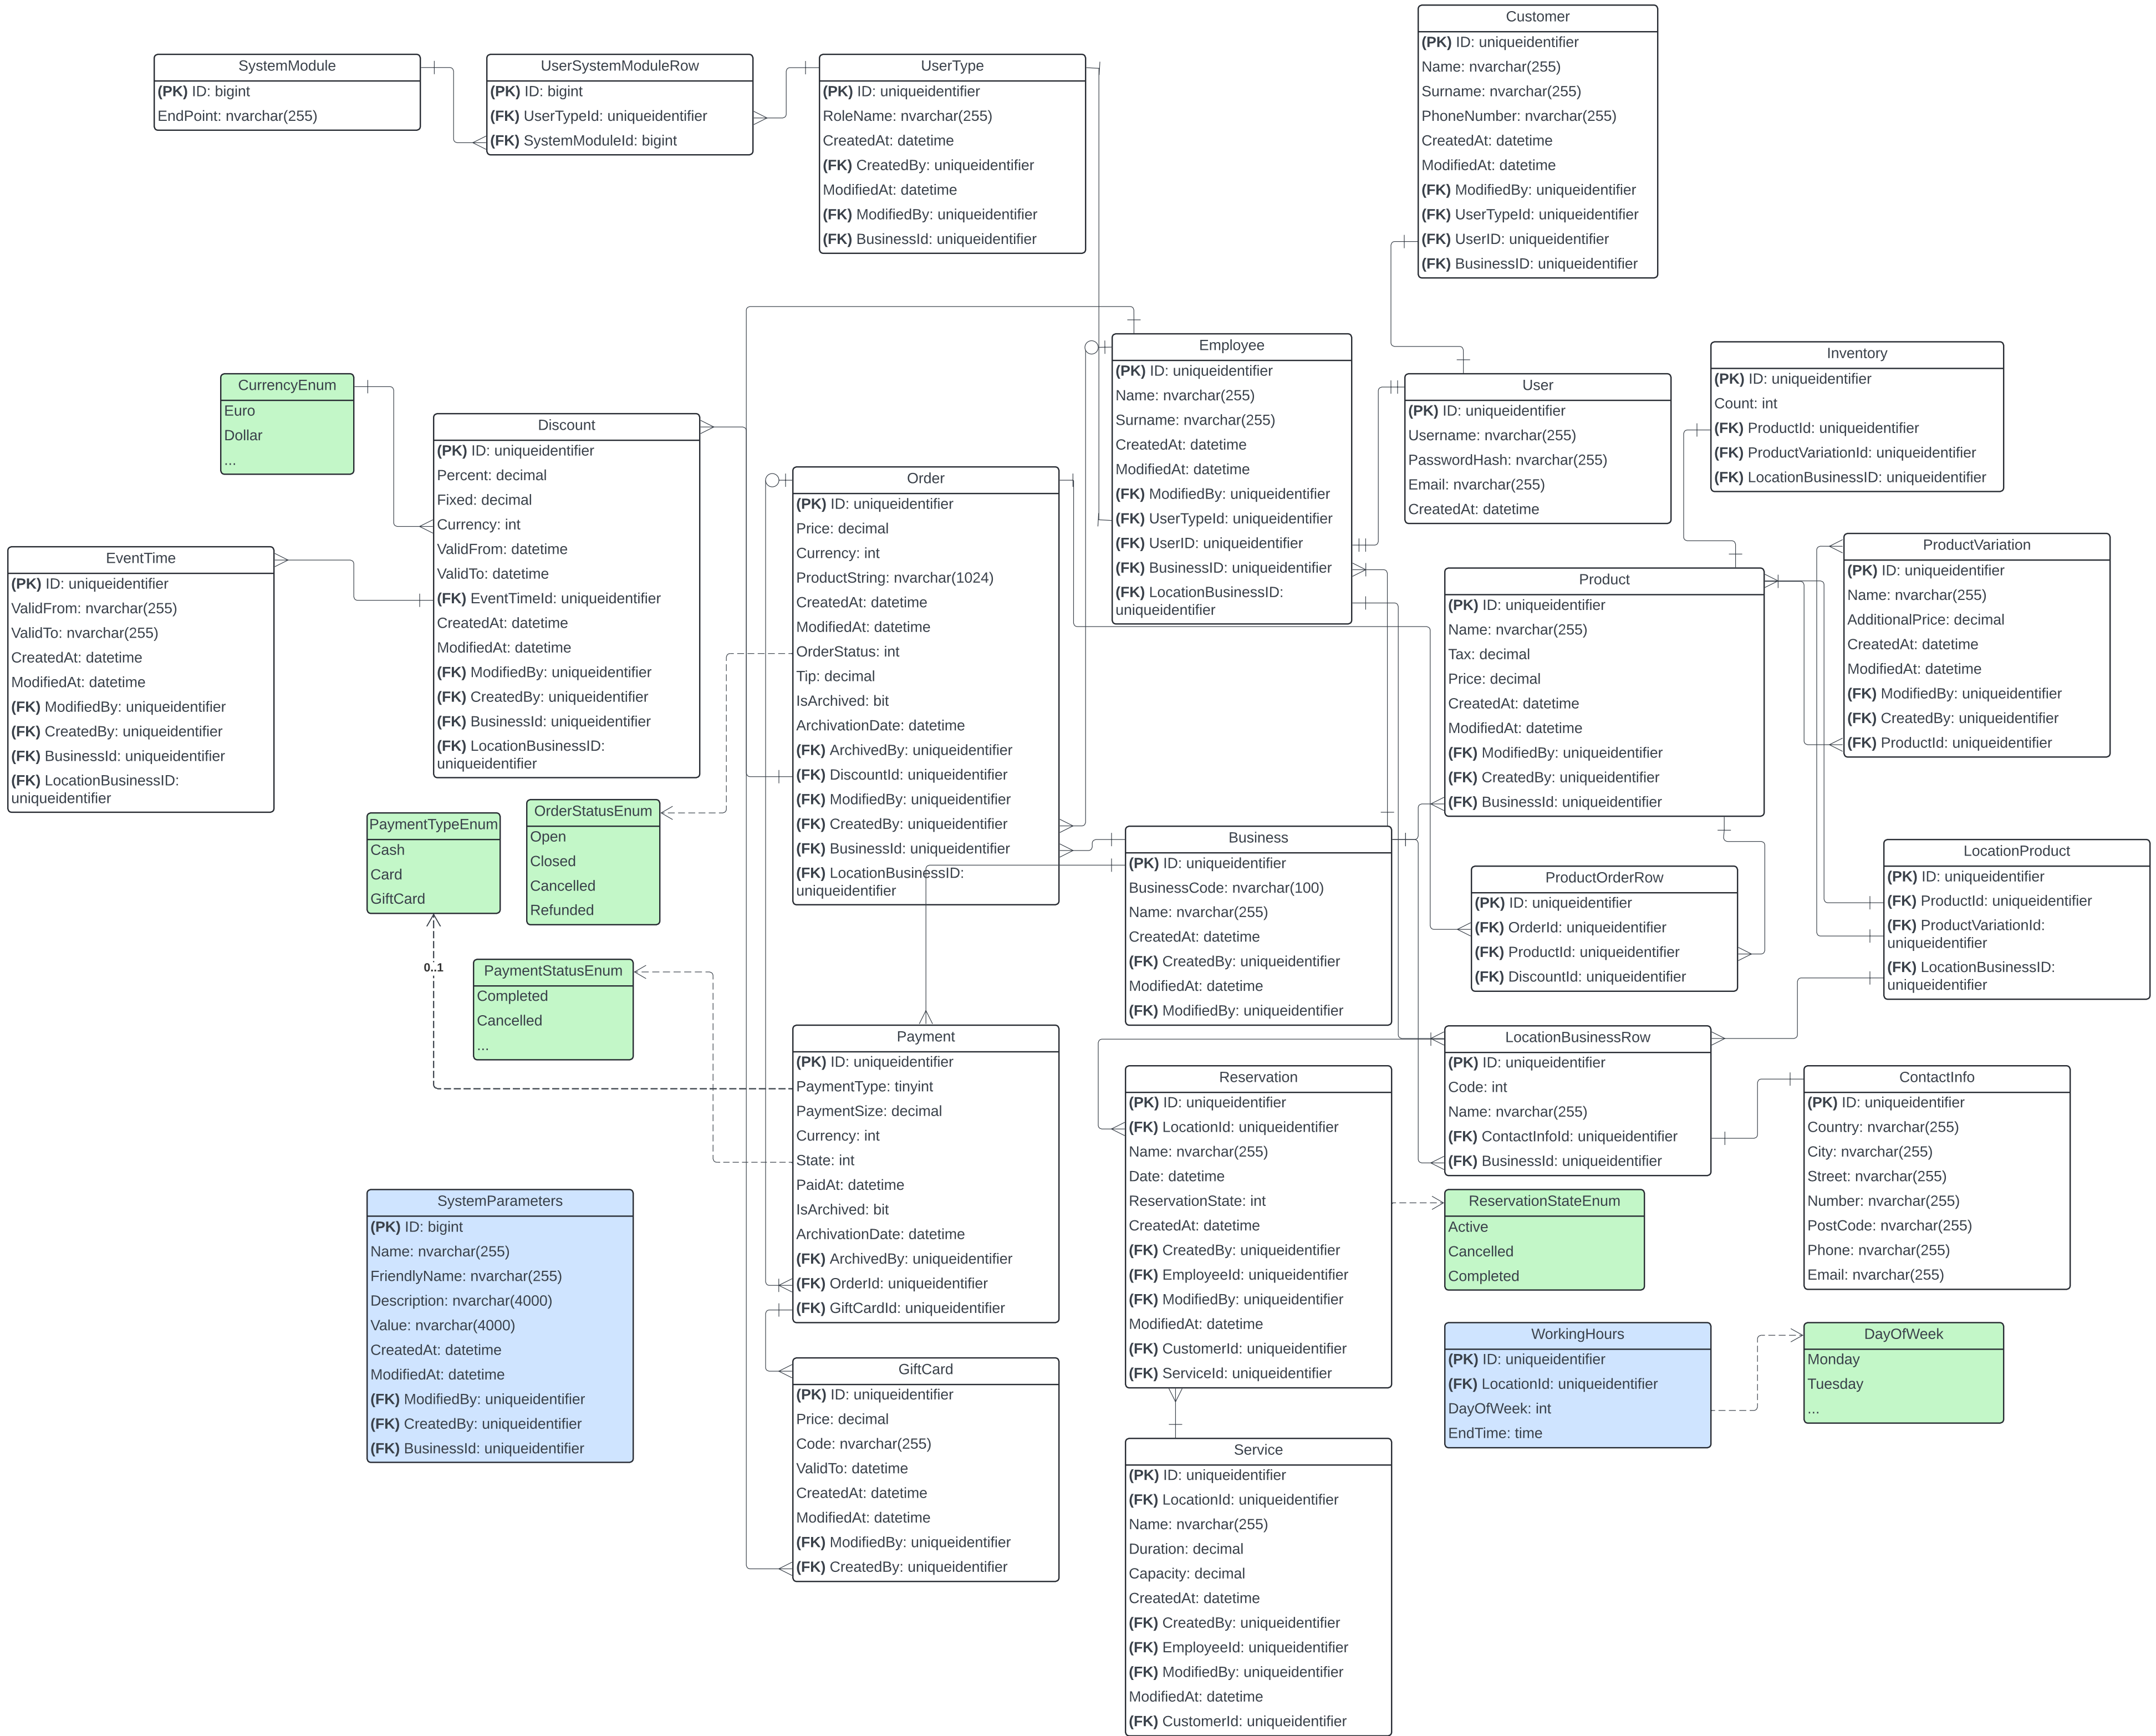 Customer
(PK) ID: uniqueidentifier
Name: nvarchar(255)
Surname: nvarchar(255)
PhoneNumber: nvarchar(255)
CreatedAt: datetime
ModifiedAt: datetime
(FK) ModifiedBy: uniqueidentifier
(FK) UserTypeId: uniqueidentifier
(FK) UserID: uniqueidentifier
(FK) BusinessID: uniqueidentifier
SystemModule
(PK) ID: bigint
EndPoint: nvarchar(255)
UserSystemModuleRow
(PK) ID: bigint
(FK) UserTypeId: uniqueidentifier
(FK) SystemModuleId: bigint
UserType
(PK) ID: uniqueidentifier
RoleName: nvarchar(255)
CreatedAt: datetime
(FK) CreatedBy: uniqueidentifier
ModifiedAt: datetime
(FK) ModifiedBy: uniqueidentifier
(FK) BusinessId: uniqueidentifier
Employee
(PK) ID: uniqueidentifier
Name: nvarchar(255)
Surname: nvarchar(255)
CreatedAt: datetime
ModifiedAt: datetime
(FK) ModifiedBy: uniqueidentifier
(FK) UserTypeId: uniqueidentifier
(FK) UserID: uniqueidentifier
(FK) BusinessID: uniqueidentifier
(FK) LocationBusinessID:
uniqueidentifier
User
(PK) ID: uniqueidentifier
Username: nvarchar(255)
PasswordHash: nvarchar(255)
Email: nvarchar(255)
CreatedAt: datetime
Inventory
(PK) ID: uniqueidentifier
Count: int
(FK) ProductId: uniqueidentifier
(FK) ProductVariationId: uniqueidentifier
(FK) LocationBusinessID: uniqueidentifier
CurrencyEnum
Euro
Dollar
...
Discount
(PK) ID: uniqueidentifier
Percent: decimal
Fixed: decimal
Currency: int
ValidFrom: datetime
ValidTo: datetime
(FK) EventTimeId: uniqueidentifier
CreatedAt: datetime
ModifiedAt: datetime
(FK) ModifiedBy: uniqueidentifier
(FK) CreatedBy: uniqueidentifier
(FK) BusinessId: uniqueidentifier
(FK) LocationBusinessID:
uniqueidentifier
Order
(PK) ID: uniqueidentifier
Price: decimal
Currency: int
ProductString: nvarchar(1024)
CreatedAt: datetime
ModifiedAt: datetime
OrderStatus: int
Tip: decimal
IsArchived: bit
ArchivationDate: datetime
(FK) ArchivedBy: uniqueidentifier
(FK) DiscountId: uniqueidentifier
(FK) ModifiedBy: uniqueidentifier
(FK) CreatedBy: uniqueidentifier
(FK) BusinessId: uniqueidentifier
(FK) LocationBusinessID:
uniqueidentifier
EventTime
(PK) ID: uniqueidentifier
ValidFrom: nvarchar(255)
ValidTo: nvarchar(255)
CreatedAt: datetime
ModifiedAt: datetime
(FK) ModifiedBy: uniqueidentifier
(FK) CreatedBy: uniqueidentifier
(FK) BusinessId: uniqueidentifier
(FK) LocationBusinessID:
uniqueidentifier
ProductVariation
(PK) ID: uniqueidentifier
Name: nvarchar(255)
AdditionalPrice: decimal
CreatedAt: datetime
ModifiedAt: datetime
(FK) ModifiedBy: uniqueidentifier
(FK) CreatedBy: uniqueidentifier
(FK) ProductId: uniqueidentifier
Product
(PK) ID: uniqueidentifier
Name: nvarchar(255)
Tax: decimal
Price: decimal
CreatedAt: datetime
ModifiedAt: datetime
(FK) ModifiedBy: uniqueidentifier
(FK) CreatedBy: uniqueidentifier
(FK) BusinessId: uniqueidentifier
PaymentTypeEnum
Cash
Card
GiftCard
OrderStatusEnum
Open
Closed
Cancelled
Refunded
0..1
PaymentStatusEnum
Completed
Cancelled
...
Business
(PK) ID: uniqueidentifier
BusinessCode: nvarchar(100)
Name: nvarchar(255)
CreatedAt: datetime
(FK) CreatedBy: uniqueidentifier
ModifiedAt: datetime
(FK) ModifiedBy: uniqueidentifier
ProductOrderRow
(PK) ID: uniqueidentifier
(FK) OrderId: uniqueidentifier
(FK) ProductId: uniqueidentifier
(FK) DiscountId: uniqueidentifier
LocationProduct
(PK) ID: uniqueidentifier
(FK) ProductId: uniqueidentifier
(FK) ProductVariationId:
uniqueidentifier
(FK) LocationBusinessID:
uniqueidentifier
Payment
(PK) ID: uniqueidentifier
PaymentType: tinyint
PaymentSize: decimal
Currency: int
State: int
PaidAt: datetime
IsArchived: bit
ArchivationDate: datetime
(FK) ArchivedBy: uniqueidentifier
(FK) OrderId: uniqueidentifier
(FK) GiftCardId: uniqueidentifier
LocationBusinessRow
(PK) ID: uniqueidentifier
Code: int
Name: nvarchar(255)
(FK) ContactInfoId: uniqueidentifier
(FK) BusinessId: uniqueidentifier
Reservation
(PK) ID: uniqueidentifier
(FK) LocationId: uniqueidentifier
Name: nvarchar(255)
Date: datetime
ReservationState: int
CreatedAt: datetime
(FK) CreatedBy: uniqueidentifier
(FK) EmployeeId: uniqueidentifier
(FK) ModifiedBy: uniqueidentifier
ModifiedAt: datetime
(FK) CustomerId: uniqueidentifier
(FK) ServiceId: uniqueidentifier
ContactInfo
(PK) ID: uniqueidentifier
Country: nvarchar(255)
City: nvarchar(255)
Street: nvarchar(255)
Number: nvarchar(255)
PostCode: nvarchar(255)
Phone: nvarchar(255)
Email: nvarchar(255)
SystemParameters
(PK) ID: bigint
Name: nvarchar(255)
FriendlyName: nvarchar(255)
Description: nvarchar(4000)
Value: nvarchar(4000)
CreatedAt: datetime
ModifiedAt: datetime
(FK) ModifiedBy: uniqueidentifier
(FK) CreatedBy: uniqueidentifier
(FK) BusinessId: uniqueidentifier
ReservationStateEnum
Active
Cancelled
Completed
WorkingHours
(PK) ID: uniqueidentifier
(FK) LocationId: uniqueidentifier
DayOfWeek: int
EndTime: time
DayOfWeek
Monday
Tuesday
...
GiftCard
(PK) ID: uniqueidentifier
Price: decimal
Code: nvarchar(255)
ValidTo: datetime
CreatedAt: datetime
ModifiedAt: datetime
(FK) ModifiedBy: uniqueidentifier
(FK) CreatedBy: uniqueidentifier
Service
(PK) ID: uniqueidentifier
(FK) LocationId: uniqueidentifier
Name: nvarchar(255)
Duration: decimal
Capacity: decimal
CreatedAt: datetime
(FK) CreatedBy: uniqueidentifier
(FK) EmployeeId: uniqueidentifier
(FK) ModifiedBy: uniqueidentifier
ModifiedAt: datetime
(FK) CustomerId: uniqueidentifier